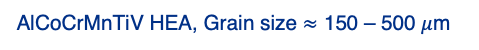 AlCoCrMnTiV HEA, Grain size ≈ 150 – 500 μm